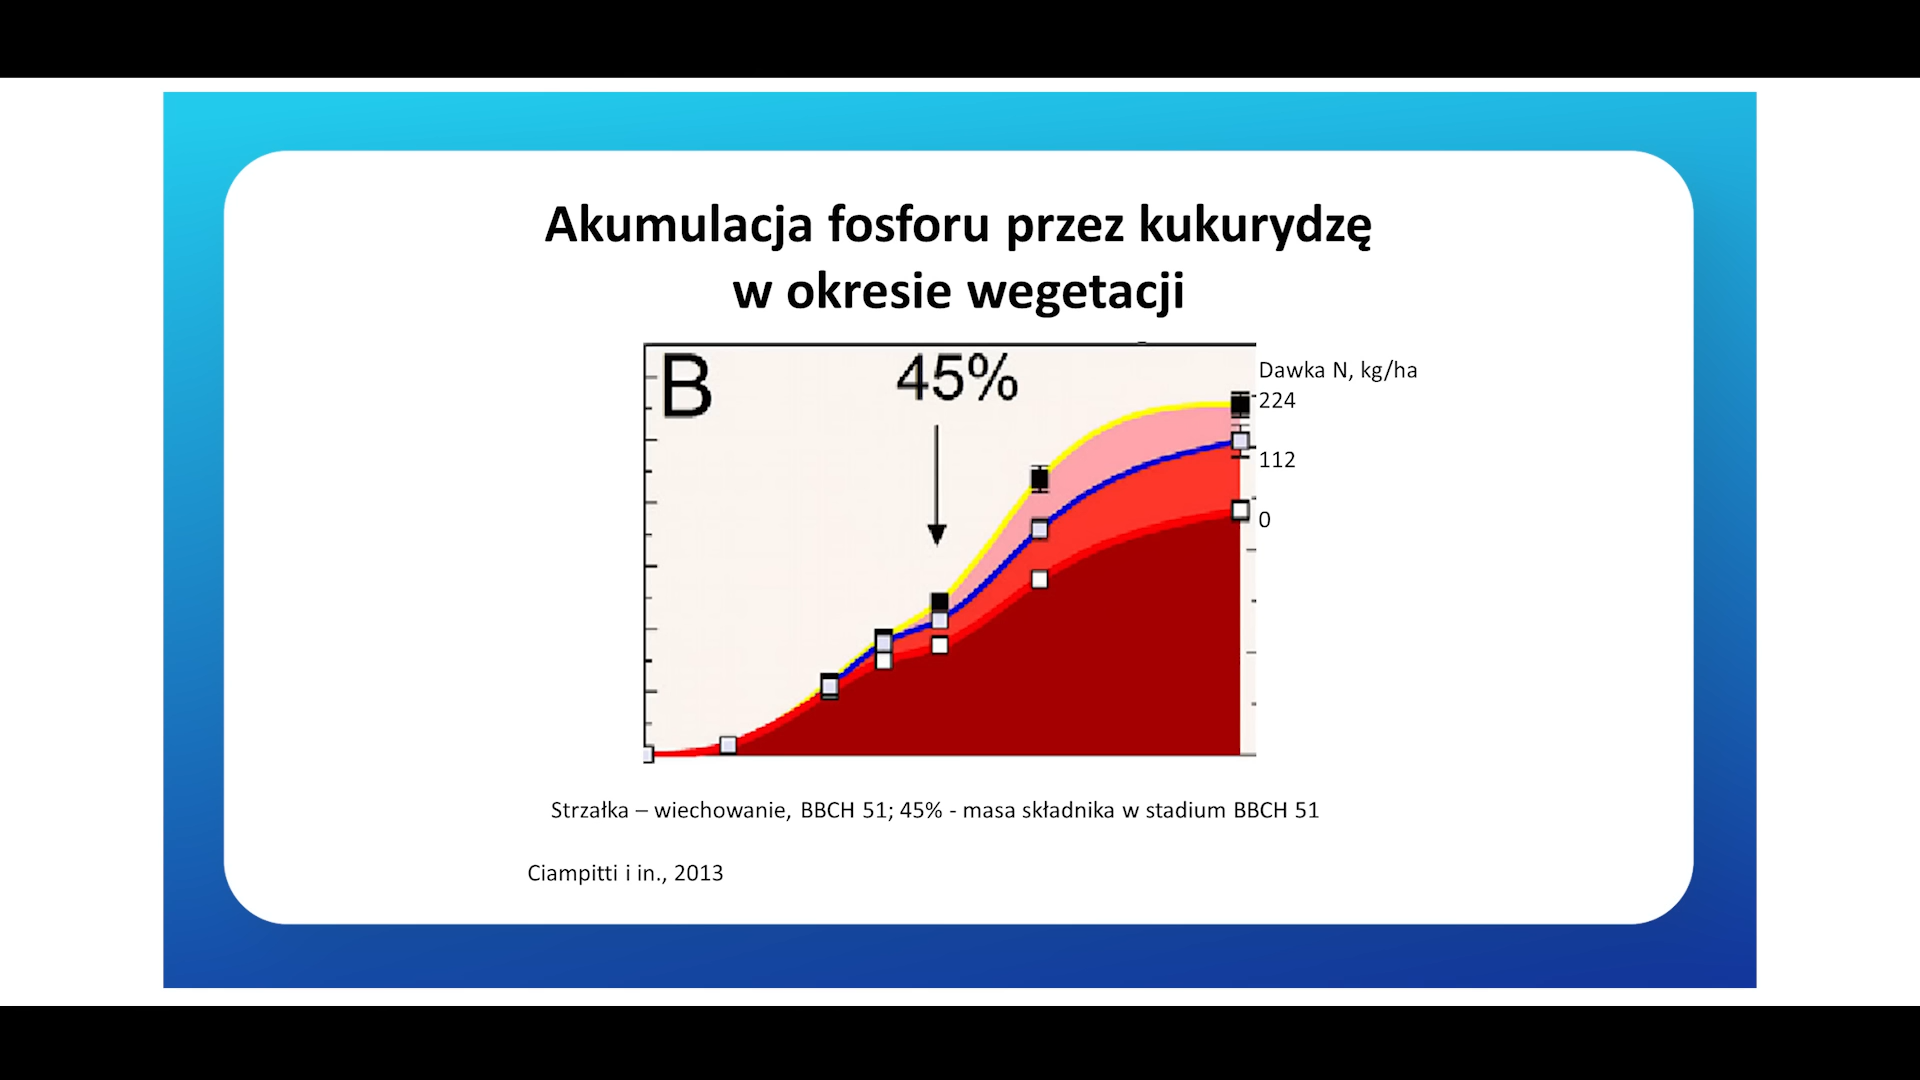 Akumulacja fosforu przez kukurydzę
w okresie wegetacji
B
45%
Dawka N, kg/ha
224
112
0
Strzałka – wiechowanie, BBCH 51; 45% - masa składnika w stadium BBCH 51
Ciampitti i in., 2013